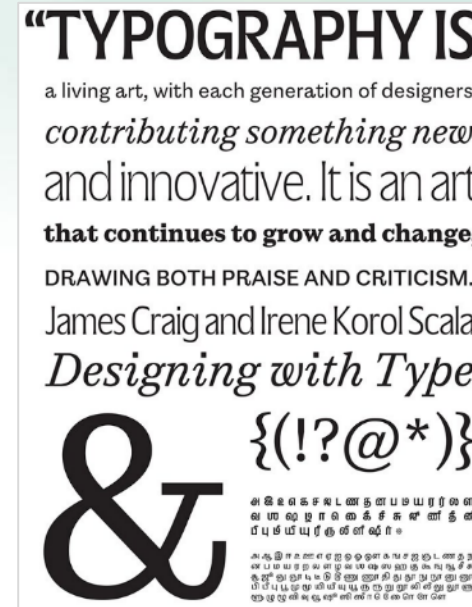 “TYPOGRAPHY IS
a living art, with each generation of designers
contributing something new
and innovative. It is an art
that continues to grow and change,
DRAWING BOTH PRAISE AND CRITICISM.
James Craig and Irene Korol Scala
Designing with Type
&
{(!?@*)}